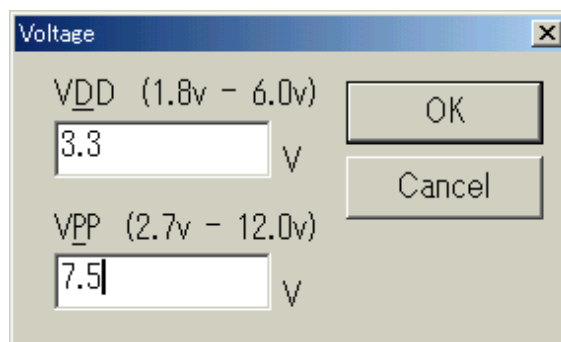 Voltage
VDD (1.8v - 6.0v)
3.3 V
OK
Cancel
VPP (2.7v - 12.0v)
7.5 V